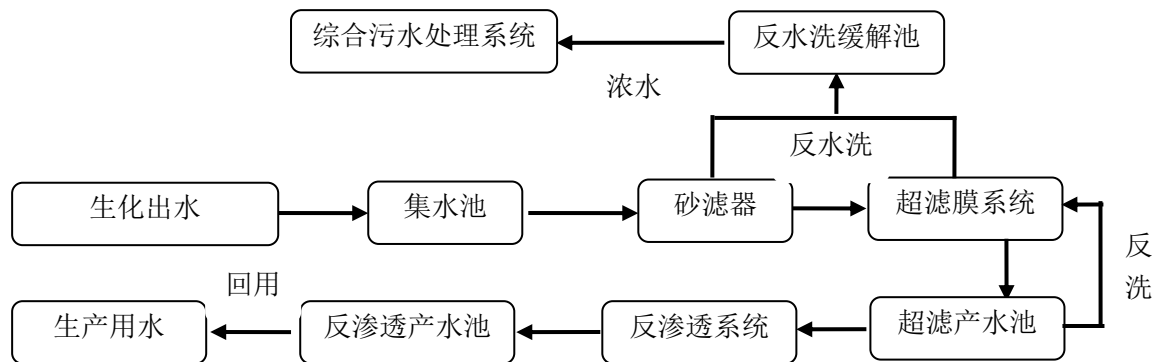 综合污水处理系统
反水洗缓解池
浓水
反水洗
生化出水
集水池
砂滤器
超滤膜系统
反洗
回用
生产用水
反渗透产水池
反渗透系统
超滤产水池